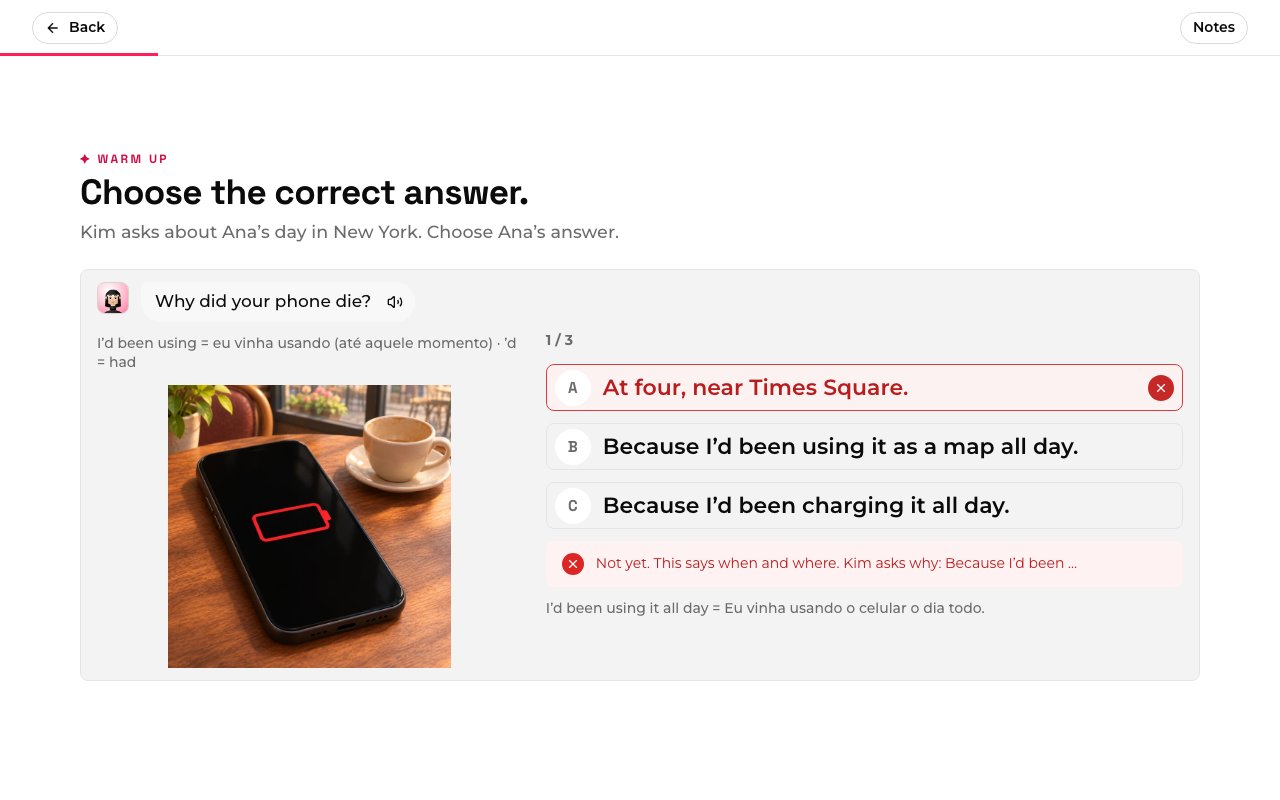 Back
Notes
WARM UP
Choose the correct answer.
Kim asks about Ana’s day in New York. Choose Ana’s answer.
Why did your phone die?
I’d been using = eu vinha usando (até aquele momento) · ’d
= had
1 / 3
A At four, near Times Square.
B Because I’d been using it as a map all day.
C Because I’d been charging it all day.
Not yet. This says when and where. Kim asks why: Because I’d been ...
I’d been using it all day = Eu vinha usando o celular o dia todo.